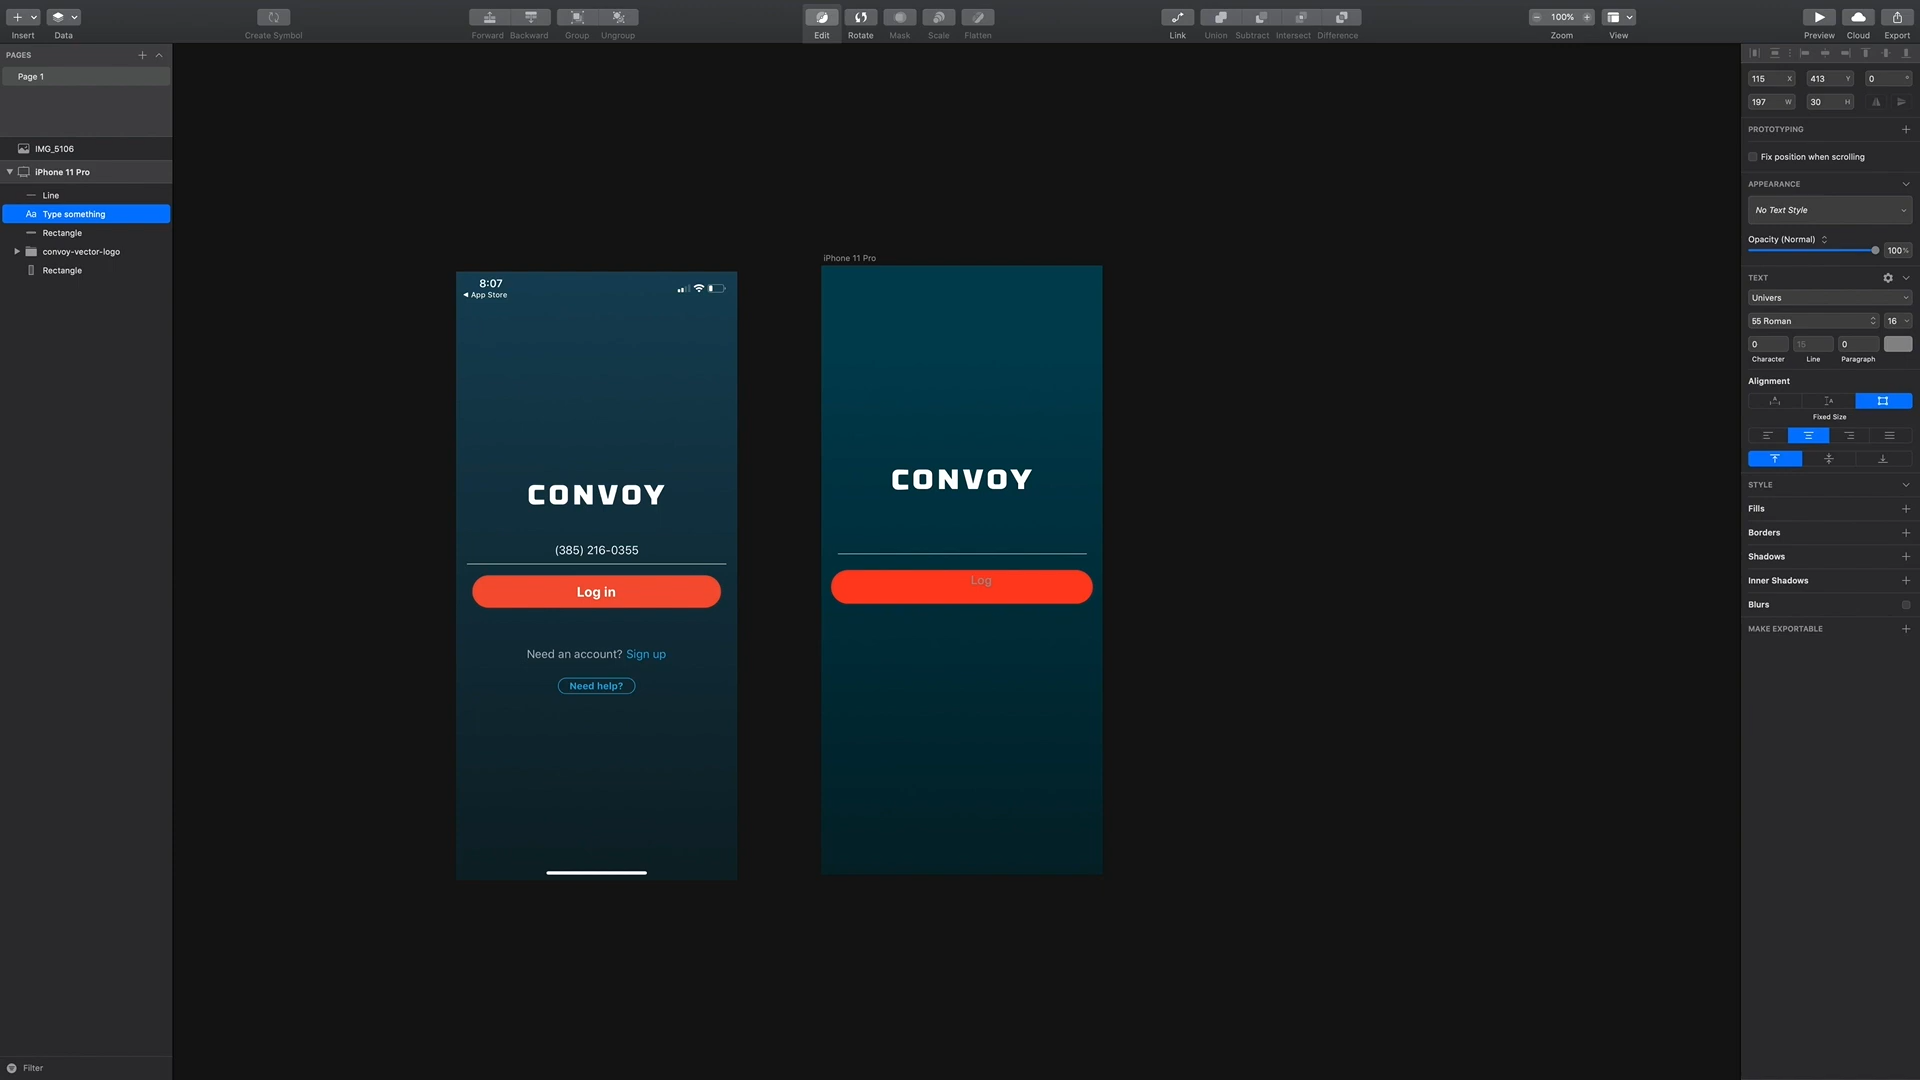 Insert
Data
Create Symbol
Forward
Backward
Group
Ungroup
Edit
Rotate
Mask
Scale
Flatten
Link
Union
Subtract
Intersect
Difference
100%
Zoom
View
Preview
Cloud
Export
PAGES
Page 1
IMG_5106
iPhone 11 Pro
Line
Aa Type something
Rectangle
convoy-vector-logo
Rectangle
Filter
8:07
App Store
CONVOY
(385) 216-0355
Log in
Need an account? Sign up
Need help?
iPhone 11 Pro
CONVOY
Log
115 X 413 Y 0 °
197 W 30 H
PROTOTYPING
Fix position when scrolling
APPEARANCE
No Text Style
Opacity (Normal)
100%
TEXT
Univers
55 Roman 16
0 15 0
Character Line Paragraph
Alignment
Fixed Size
STYLE
Fills
Borders
Shadows
Inner Shadows
Blurs
MAKE EXPORTABLE